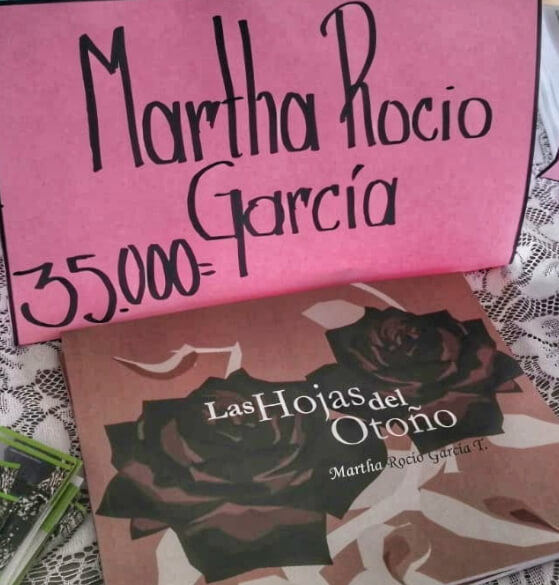 Martha Rocio
García
35.000=
Las Hojas del
Otoño
Martha Rocío García T.